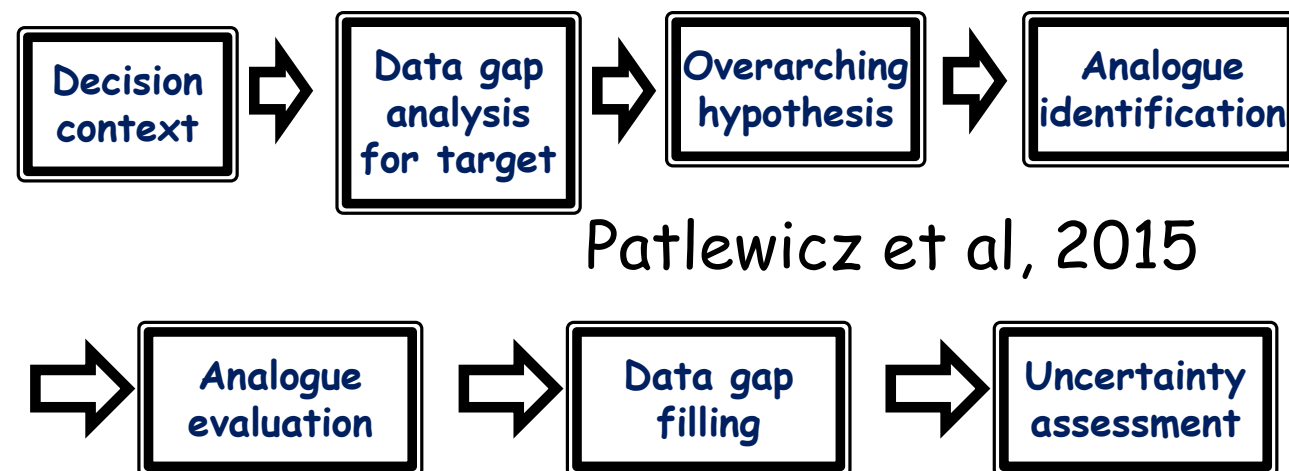 Decision
context
Data gap
analysis
for target
Overarching
hypothesis
Analogue
identification
Patlewicz et al, 2015
Analogue
evaluation
Data gap
filling
Uncertainty
assessment